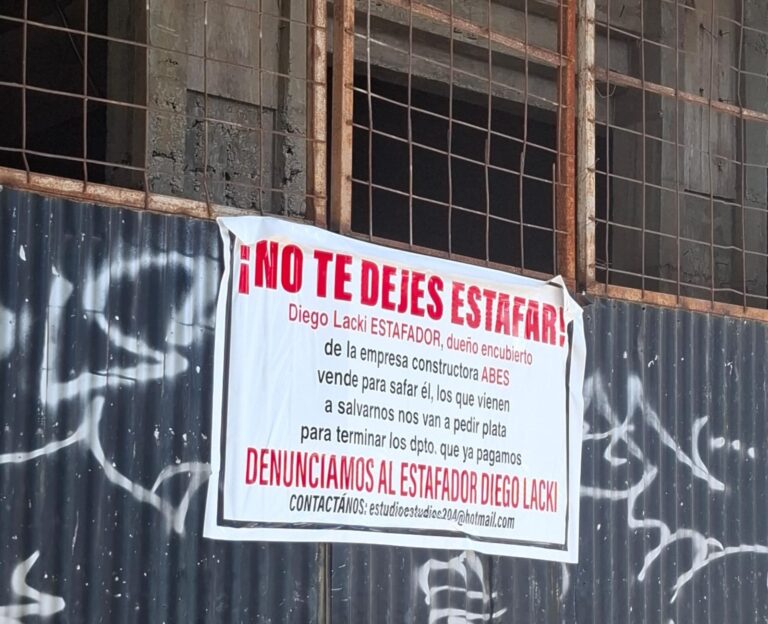 ¡NO TE DEJES ESTAFAR!
Diego Lacki ESTAFADOR, dueño encubierto
de la empresa constructora ABES
vende para safar él, los que vienen
a salvarnos nos van a pedir plata
para terminar los dpto. que ya pagamos
DENUNCIAMOS AL ESTAFADOR DIEGO LACKI
CONTACTÁNOS: estudioestudios204@hotmail.com